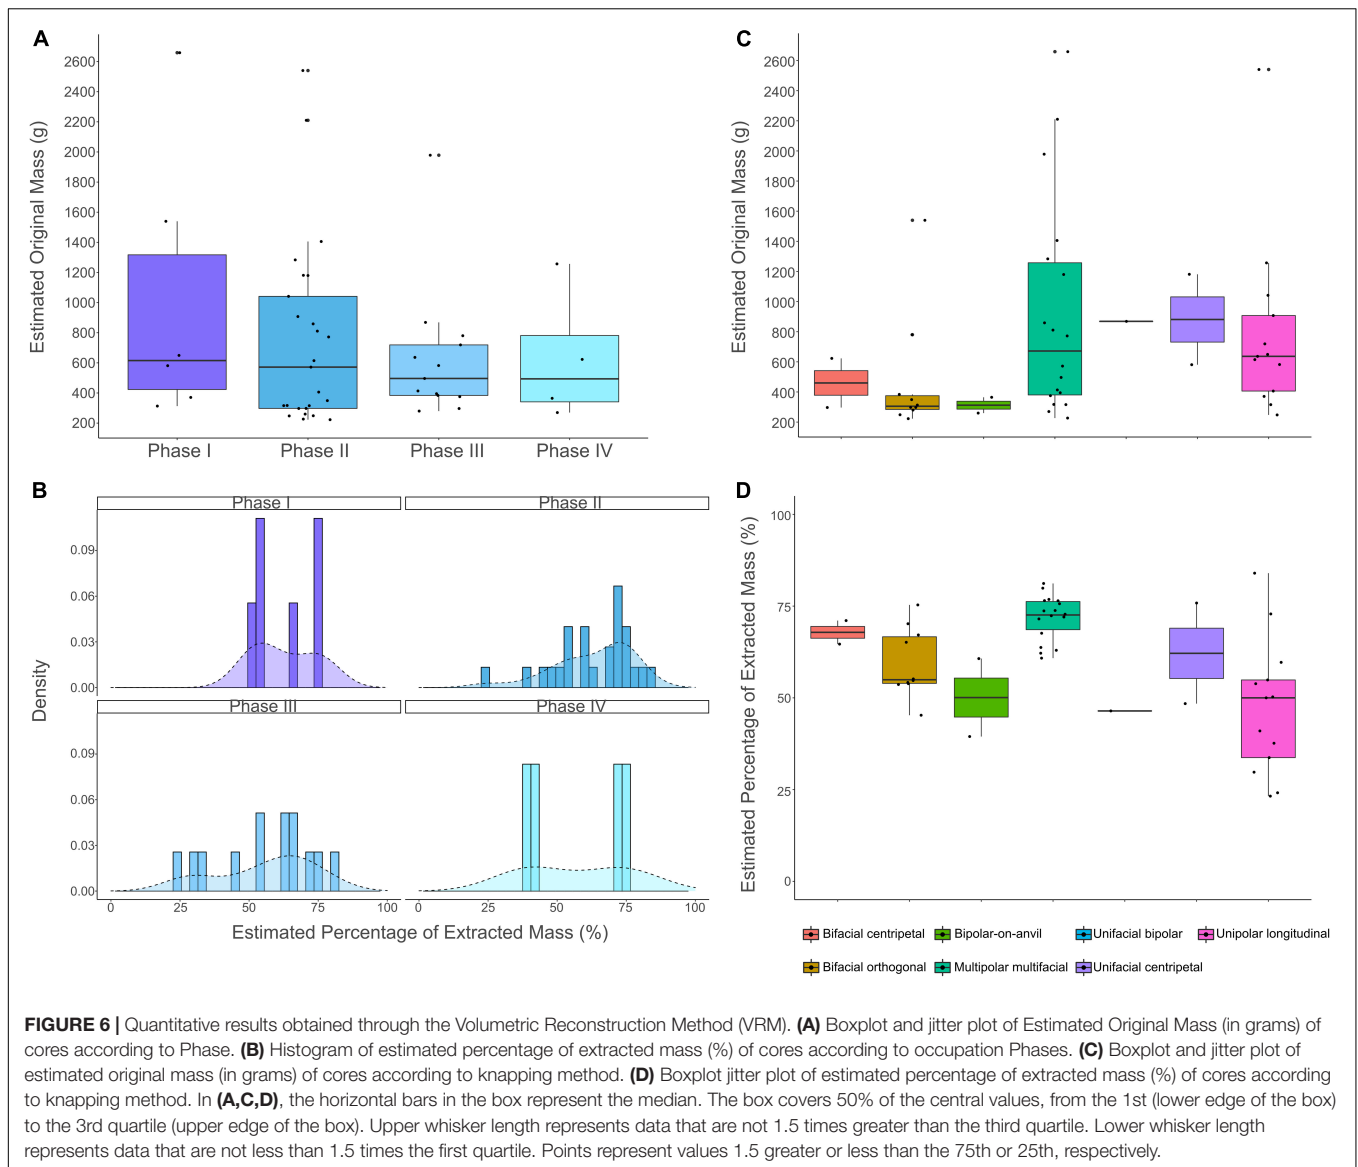 A
Estimated Original Mass (g)
2600
2400
2200
2000
1800
1600
1400
1200
1000
800
600
400
200
Phase I Phase II Phase III Phase IV
C
Estimated Original Mass (g)
2600
2400
2200
2000
1800
1600
1400
1200
1000
800
600
400
200
B
Density
Phase I Phase II
0.09
0.06
0.03
0.00
Phase III Phase IV
0.09
0.06
0.03
0.00
0 25 50 75 100 0 25 50 75 100
Estimated Percentage of Extracted Mass (%)
D
Estimated Percentage of Extracted Mass (%)
100
75
50
25
0
Bifacial centripetal Bipolar-on-anvil Unifacial bipolar Unipolar longitudinal
Bifacial orthogonal Multipolar multifacial Unifacial centripetal
FIGURE 6 | Quantitative results obtained through the Volumetric Reconstruction Method (VRM). (A) Boxplot and jitter plot of Estimated Original Mass (in grams) of
cores according to Phase. (B) Histogram of estimated percentage of extracted mass (%) of cores according to occupation Phases. (C) Boxplot and jitter plot of
estimated original mass (in grams) of cores according to knapping method. (D) Boxplot jitter plot of estimated percentage of extracted mass (%) of cores according
to knapping method. In (A,C,D), the horizontal bars in the box represent the median. The box covers 50% of the central values, from the 1st (lower edge of the box)
to the 3rd quartile (upper edge of the box). Upper whisker length represents data that are not 1.5 times greater than the third quartile. Lower whisker length
represents data that are not less than 1.5 times the first quartile. Points represent values 1.5 greater or less than the 75th or 25th, respectively.